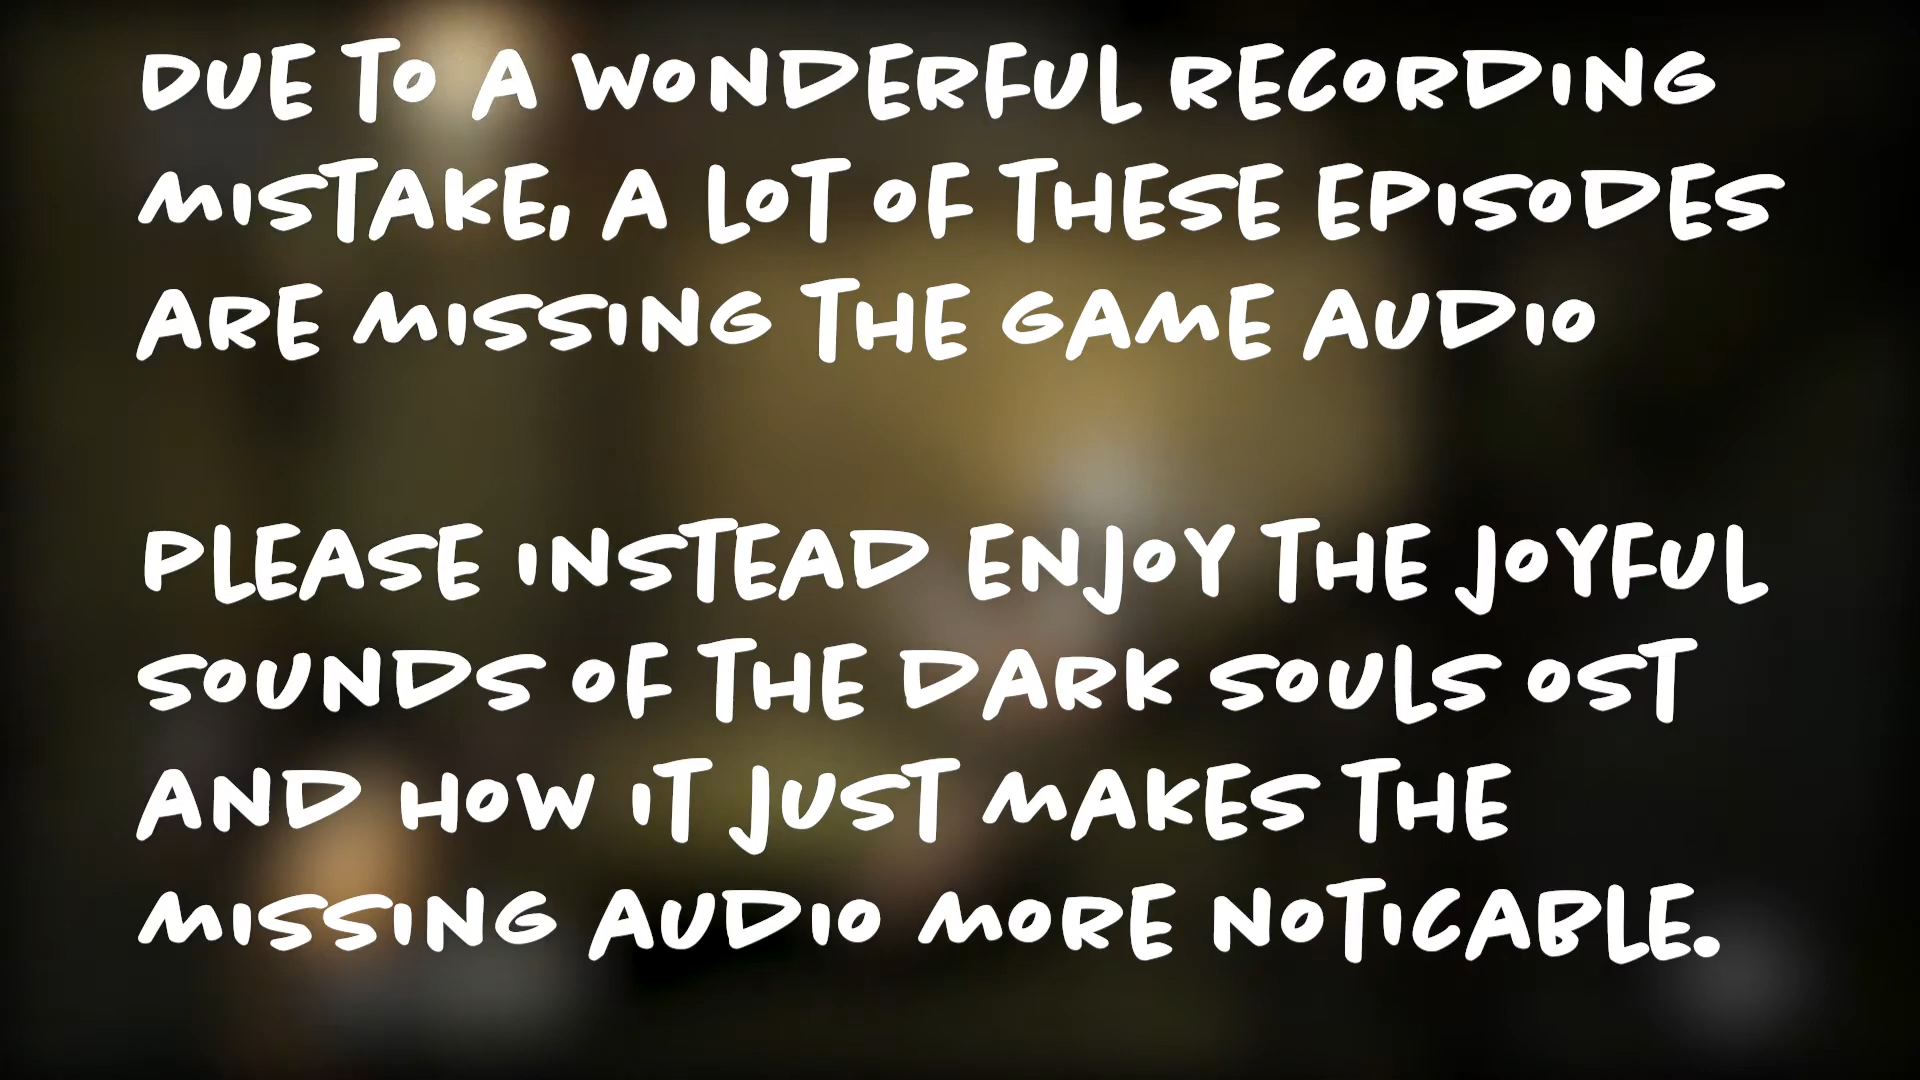 DUE TO A WONDERFUL RECORDING
MISTAKE, A LOT OF THESE EPISODES
ARE MISSING THE GAME AUDIO
PLEASE INSTEAD ENJOY THE JOYFUL
SOUNDS OF THE DARK SOULS OST
AND HOW IT JUST MAKES THE
MISSING AUDIO MORE NOTICABLE.